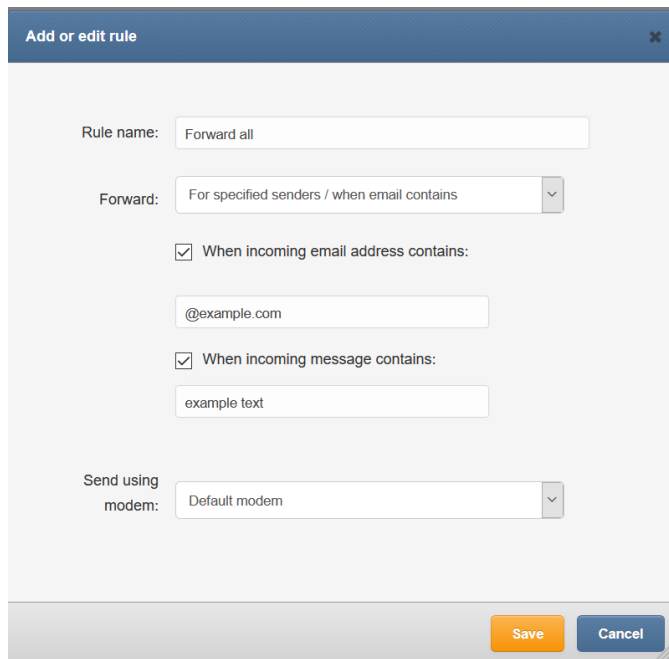 Add or edit rule
Rule name: Forward all
Forward: For specified senders / when email contains
When incoming email address contains:
@example.com
When incoming message contains:
example text
Send using
modem: Default modem
Save Cancel